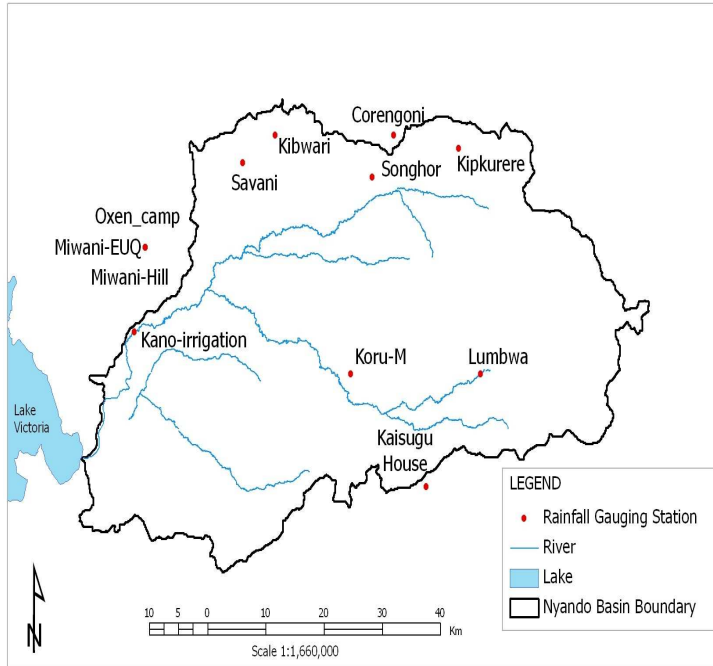 Corengoni
Kibwari
Kipkurere
Songhor
Savani
Oxen_camp
Miwani-EUQ
Miwani-Hill
Kano-irrigation
Koru-M
Lumbwa
Lake
Victoria
Kaisugu
House
LEGEND
Rainfall Gauging Station
River
Lake
Nyando Basin Boundary
N
10 5 0 10 20 30 40
Km
Scale 1:1,660,000